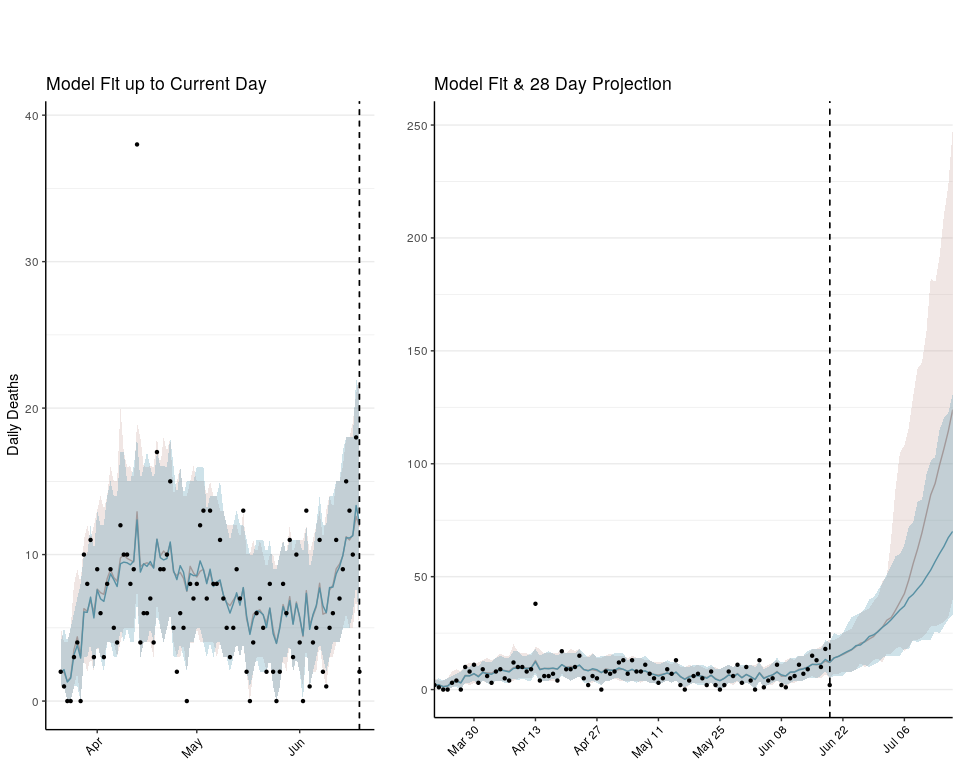 Model Fit up to Current Day
Daily Deaths
40
30
20
10
0
Apr
May
Jun
Model Fit & 28 Day Projection
250
200
150
100
50
0
Mar 30
Apr 13
Apr 27
May 11
May 25
Jun 08
Jun 22
Jul 06